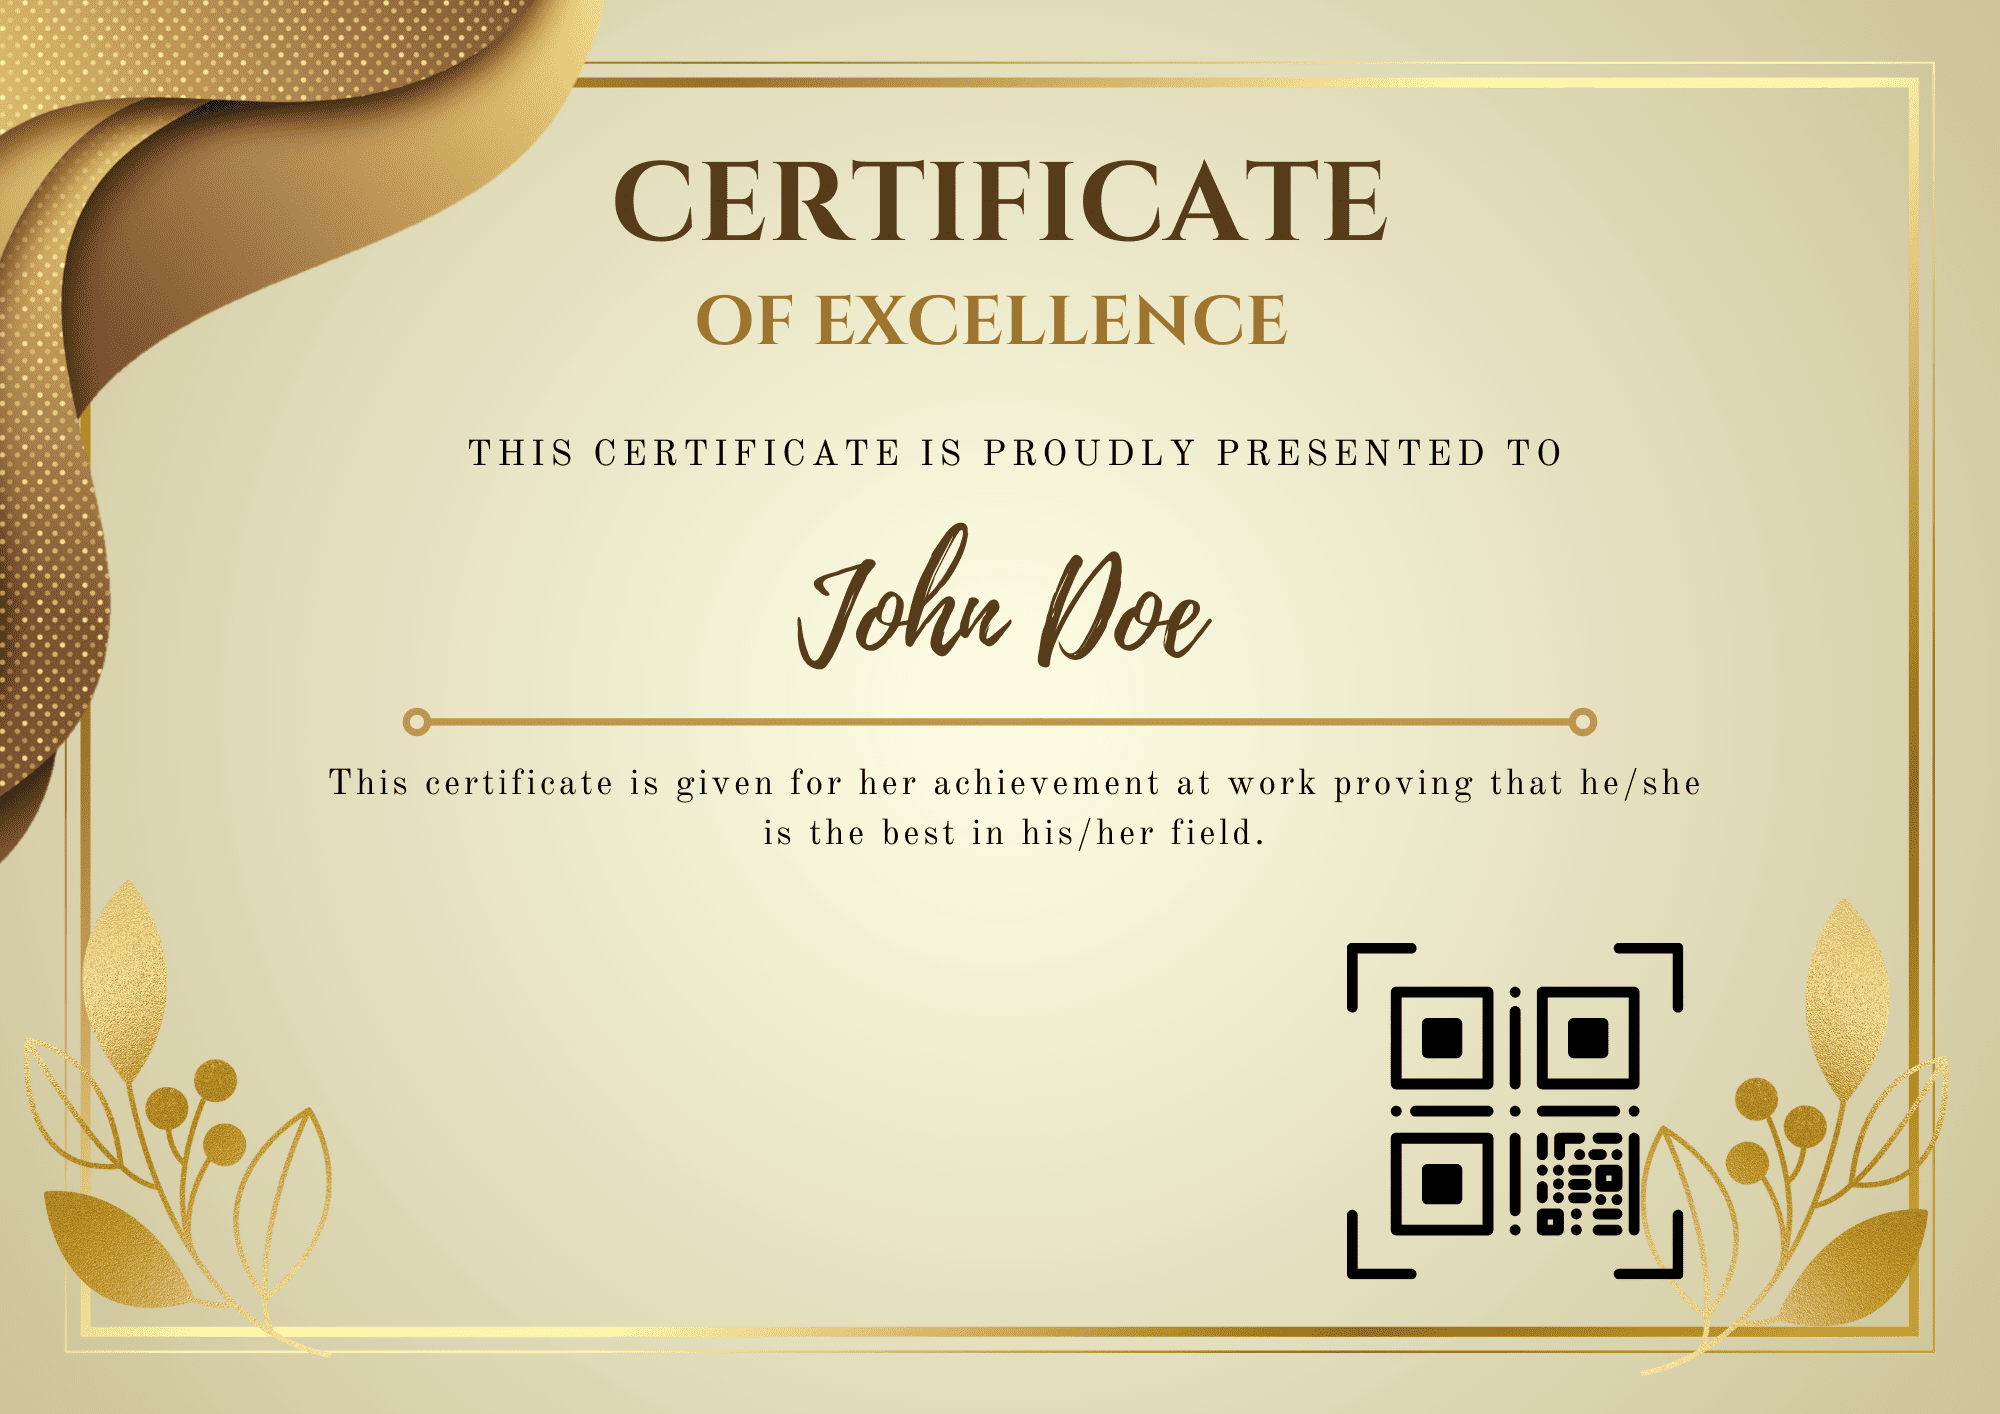 CERTIFICATE
OF EXCELLENCE
THIS CERTIFICATE IS PROUDLY PRESENTED TO
John Doe
This certificate is given for her achievement at work proving that he/she
is the best in his/her field.